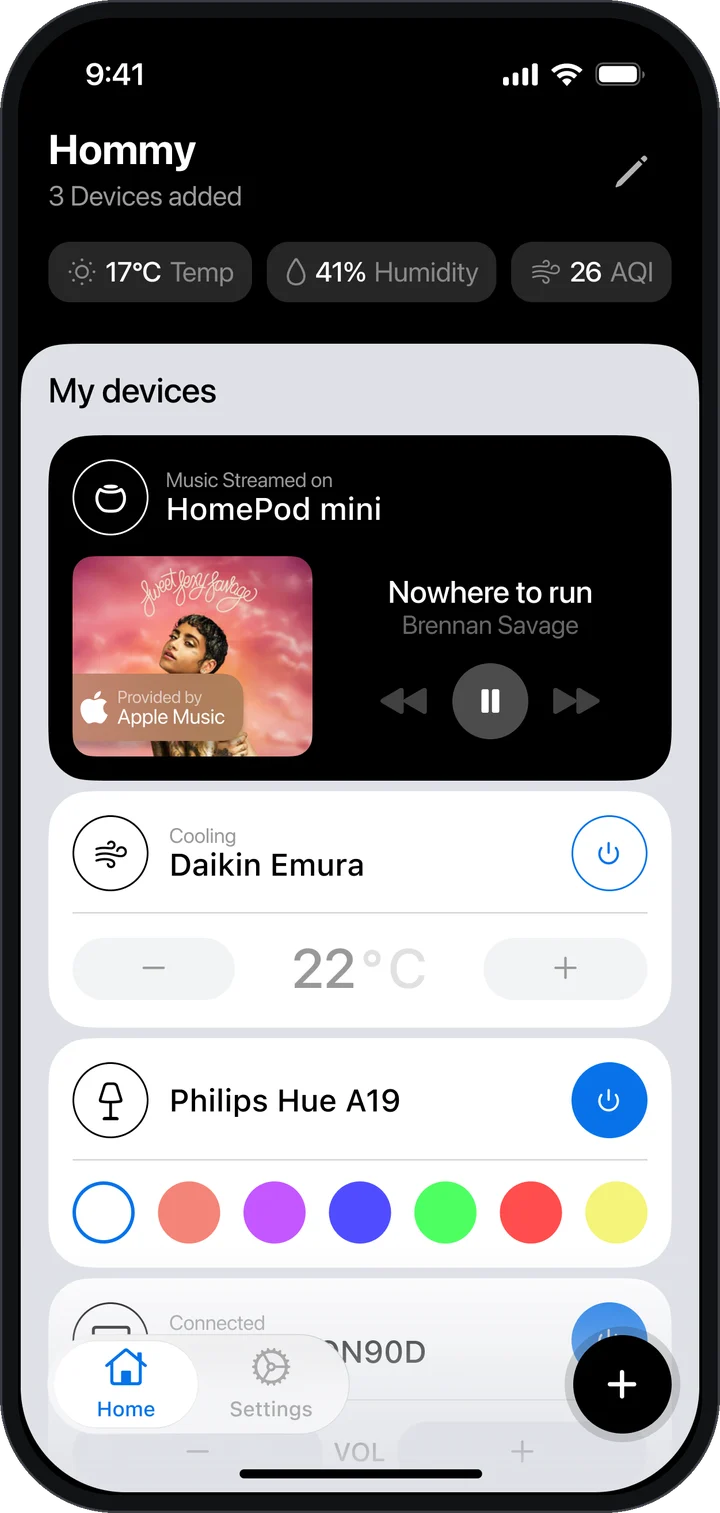 9:41
Hommy
3 Devices added
17°C Temp
41% Humidity
26 AQI
My devices
Music Streamed on
HomePod mini
Sweet Sexy Savage
Nowhere to run
Brennan Savage
Provided by
Apple Music
Cooling
Daikin Emura
22°C
Philips Hue A19
Connected
N90D
Home
Settings
VOL